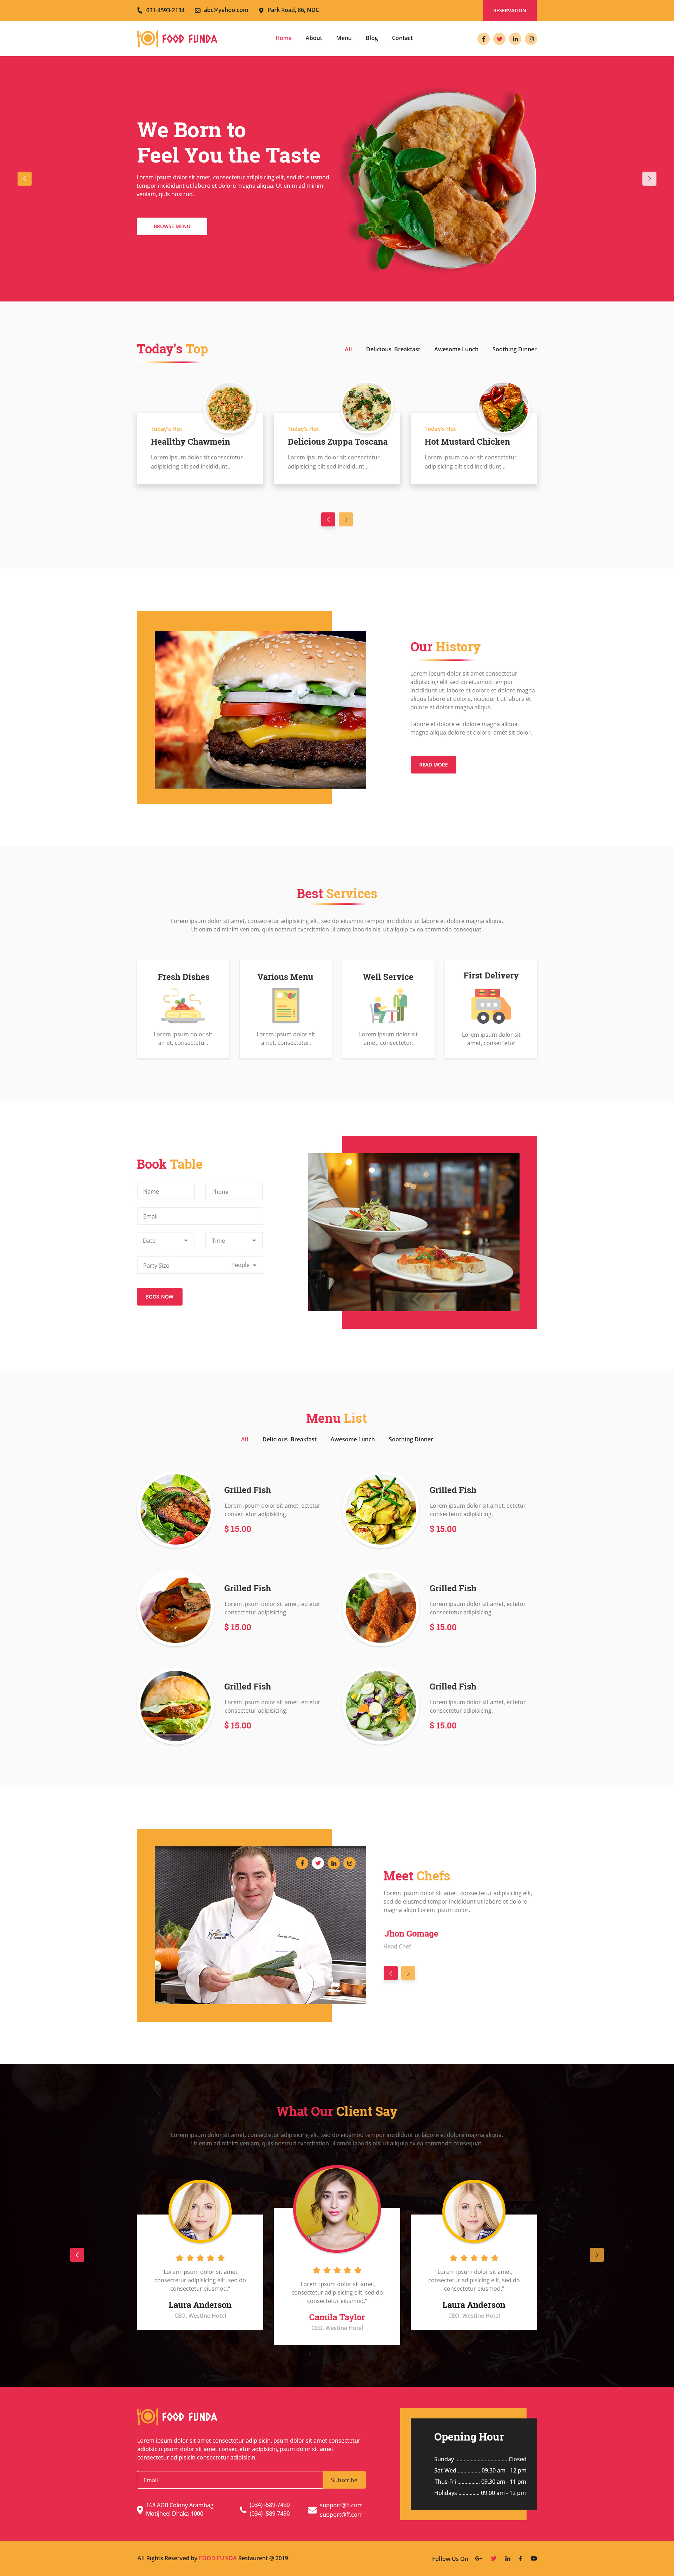 031-4593-2134 abc@yahoo.com Park Road, 86, NDC RESERVATION
FOOD FUNDA Home About Menu Blog Contact
We Born to
Feel You the Taste
Lorem ipsum dolor sit amet, consectetur adipisicing elit, sed do eiusmod
tempor incididunt ut labore et dolore magna aliqua. Ut enim ad minim
veniam, quis nostrud.
BROWSE MENU
Today's Top All Delicious Breakfast Awesome Lunch Soothing Dinner
Today's Hot
Heallthy Chawmein
Lorem ipsum dolor sit consectetur
adipisicing elit sed incididunt...
Today's Hot
Delicious Zuppa Toscana
Lorem ipsum dolor sit consectetur
adipisicing elit sed incididunt...
Today's Hot
Hot Mustard Chicken
Lorem ipsum dolor sit consectetur
adipisicing elit sed incididunt...
Our History
Lorem ipsum dolor sit amet consectetur
adipisicing elit sed do eiusmod tempor
incididunt ut. labore et dolore et dolore magna
aliqua labore et dolore. ncididunt ut labore et
dolore et dolore magna aliqua.
Labore et dolore et dolore magna aliqua.
magna aliqua dolore et dolore amet sit dolor.
READ MORE
Best Services
Lorem ipsum dolor sit amet, consectetur adipisicing elit, sed do eiusmod tempor incididunt ut labore et dolore magna aliqua.
Ut enim ad minim veniam, quis nostrud exercitation ullamco laboris nisi ut aliquip ex ea commodo consequat.
Fresh Dishes
Lorem ipsum dolor sit
amet, consectetur.
Various Menu
Lorem ipsum dolor sit
amet, consectetur.
Well Service
Lorem ipsum dolor sit
amet, consectetur.
First Delivery
Lorem ipsum dolor sit
amet, consectetur
Book Table
Name Phone
Email
Date Time
Party Size People
BOOK NOW
Menu List
All Delicious Breakfast Awesome Lunch Soothing Dinner
Grilled Fish
Lorem ipsum dolor sit amet, ectetur
consectetur adipisicing.
$ 15.00
Grilled Fish
Lorem ipsum dolor sit amet, ectetur
consectetur adipisicing.
$ 15.00
Grilled Fish
Lorem ipsum dolor sit amet, ectetur
consectetur adipisicing.
$ 15.00
Grilled Fish
Lorem ipsum dolor sit amet, ectetur
consectetur adipisicing.
$ 15.00
Grilled Fish
Lorem ipsum dolor sit amet, ectetur
consectetur adipisicing.
$ 15.00
Grilled Fish
Lorem ipsum dolor sit amet, ectetur
consectetur adipisicing.
$ 15.00
Meet Chefs
Lorem ipsum dolor sit amet, consectetur adipisicing elit,
sed do eiusmod tempor incididunt ut labore et dolore
magna aliqu Lorem ipsum dolor.
Jhon Gomage
Head Chef
What Our Client Say
Lorem ipsum dolor sit amet, consectetur adipisicing elit, sed do eiusmod tempor incididunt ut labore et dolore magna aliqua.
Ut enim ad minim veniam, quis nostrud exercitation ullamco laboris nisi ut aliquip ex ea commodo consequat.
"Lorem ipsum dolor sit amet,
consectetur adipisicing elit, sed do
consectetur eiusmod."
Laura Anderson
CEO, Westine Hotel
"Lorem ipsum dolor sit amet,
consectetur adipisicing elit, sed do
consectetur eiusmod."
Camila Taylor
CEO, Westine Hotel
"Lorem ipsum dolor sit amet,
consectetur adipisicing elit, sed do
consectetur eiusmod."
Laura Anderson
CEO, Westine Hotel
FOOD FUNDA
Lorem ipsum dolor sit amet consectetur adipisicin. psum dolor sit amet consectetur
adipisicin psum dolor sit amet consectetur adipisicin, psum dolor sit amet
consectetur adipisicin consectetur adipisicin.
Email Subscribe
168 AGB Colony Arambag
Motijheel Dhaka-1000
(034) -589-7490
(034) -589-7490
support@ff.com
support@ff.com
Opening Hour
Sunday ................................ Closed
Sat-Wed .............. 09.30 am - 12 pm
Thus-Fri .............. 09.30 am - 11 pm
Holidays ............. 09.00 am - 12 pm
All Rights Reserved by FOOD FUNDA Restaurent @ 2019 Follow Us On